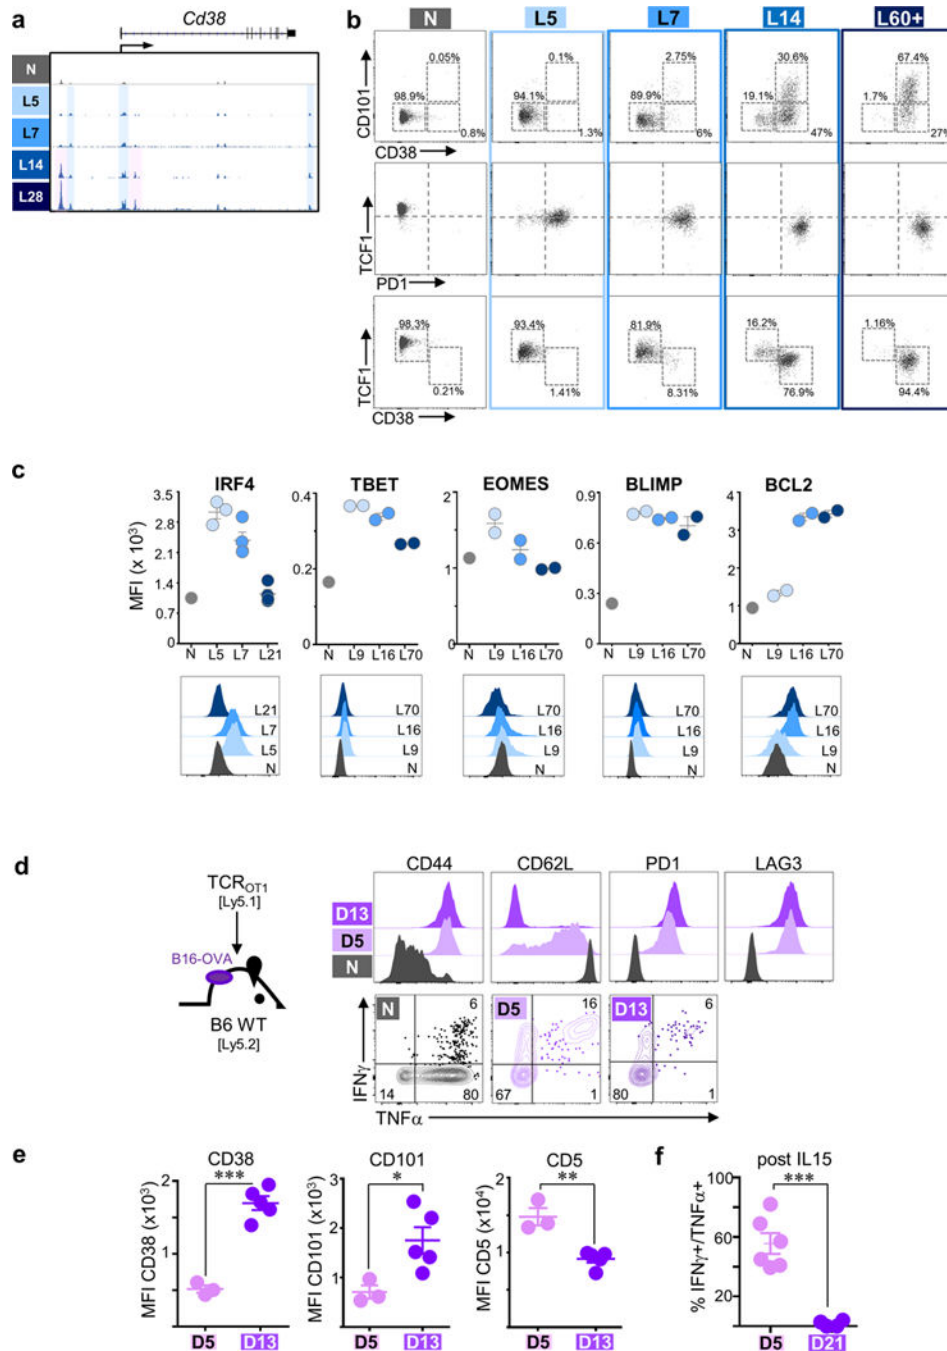 a
Cd38
N
L5
L7
L14
L28
b
N L5 L7 L14 L60+
CD101
0.05% 0.1% 2.75% 30.6% 67.4%
98.9% 94.1% 89.9% 19.1% 1.7%
0.8% 1.3% 6% 47% 27%
CD38
TCF1
PD1
TCF1
98.3% 93.4% 81.9% 16.2% 1.16%
0.21% 1.41% 8.31% 76.9% 94.4%
CD38
c
IRF4 TBET EOMES BLIMP BCL2
MFI (x 10³)
3.5 2.8 2.1 1.4 0.7 0
0.4 0.2 0
2 1 0
0.9 0.6 0.3 0
4 3 2 1 0
N L5 L7 L21
N L9 L16 L70
N L9 L16 L70
N L9 L16 L70
N L9 L16 L70
L21 L70 L70 L70 L70
L7 L16 L16 L16 L16
L5 L9 L9 L9 L9
N N N N N
d
TCR OT1
[Ly5.1]
B16-OVA
B6 WT
[Ly5.2]
CD44 CD62L PD1 LAG3
D13
D5
N
N D5 D13
6 16 6
14 80 67 1 80 1
IFNγ
TNFα
e
CD38
***
MFI CD38 (x10³)
2
1
D5 D13
CD101
*
MFI CD101 (x10³)
3
2
1
0
D5 D13
CD5
**
MFI CD5 (x10⁴)
2
1
D5 D13
f
post IL15
***
% IFNγ+/TNFα+
100
60
20
D5 D21